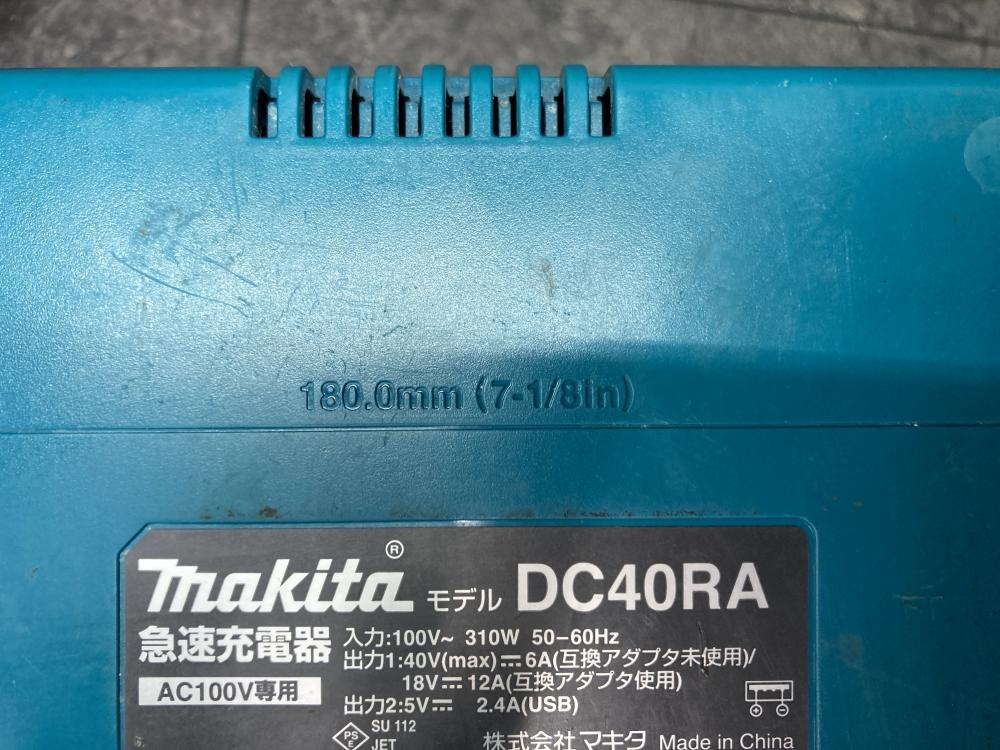 180.0mm (7-1/8in)
makita® モデル DC40RA
急速充電器 入力:100V~ 310W 50-60Hz
出力1:40V(max)⎓6A(互換アダプタ未使用)/
18V⎓12A(互換アダプタ使用)
AC100V専用
出力2:5V⎓ 2.4A(USB)
PS E SU 112
JET
株式会社マキタ Made in China